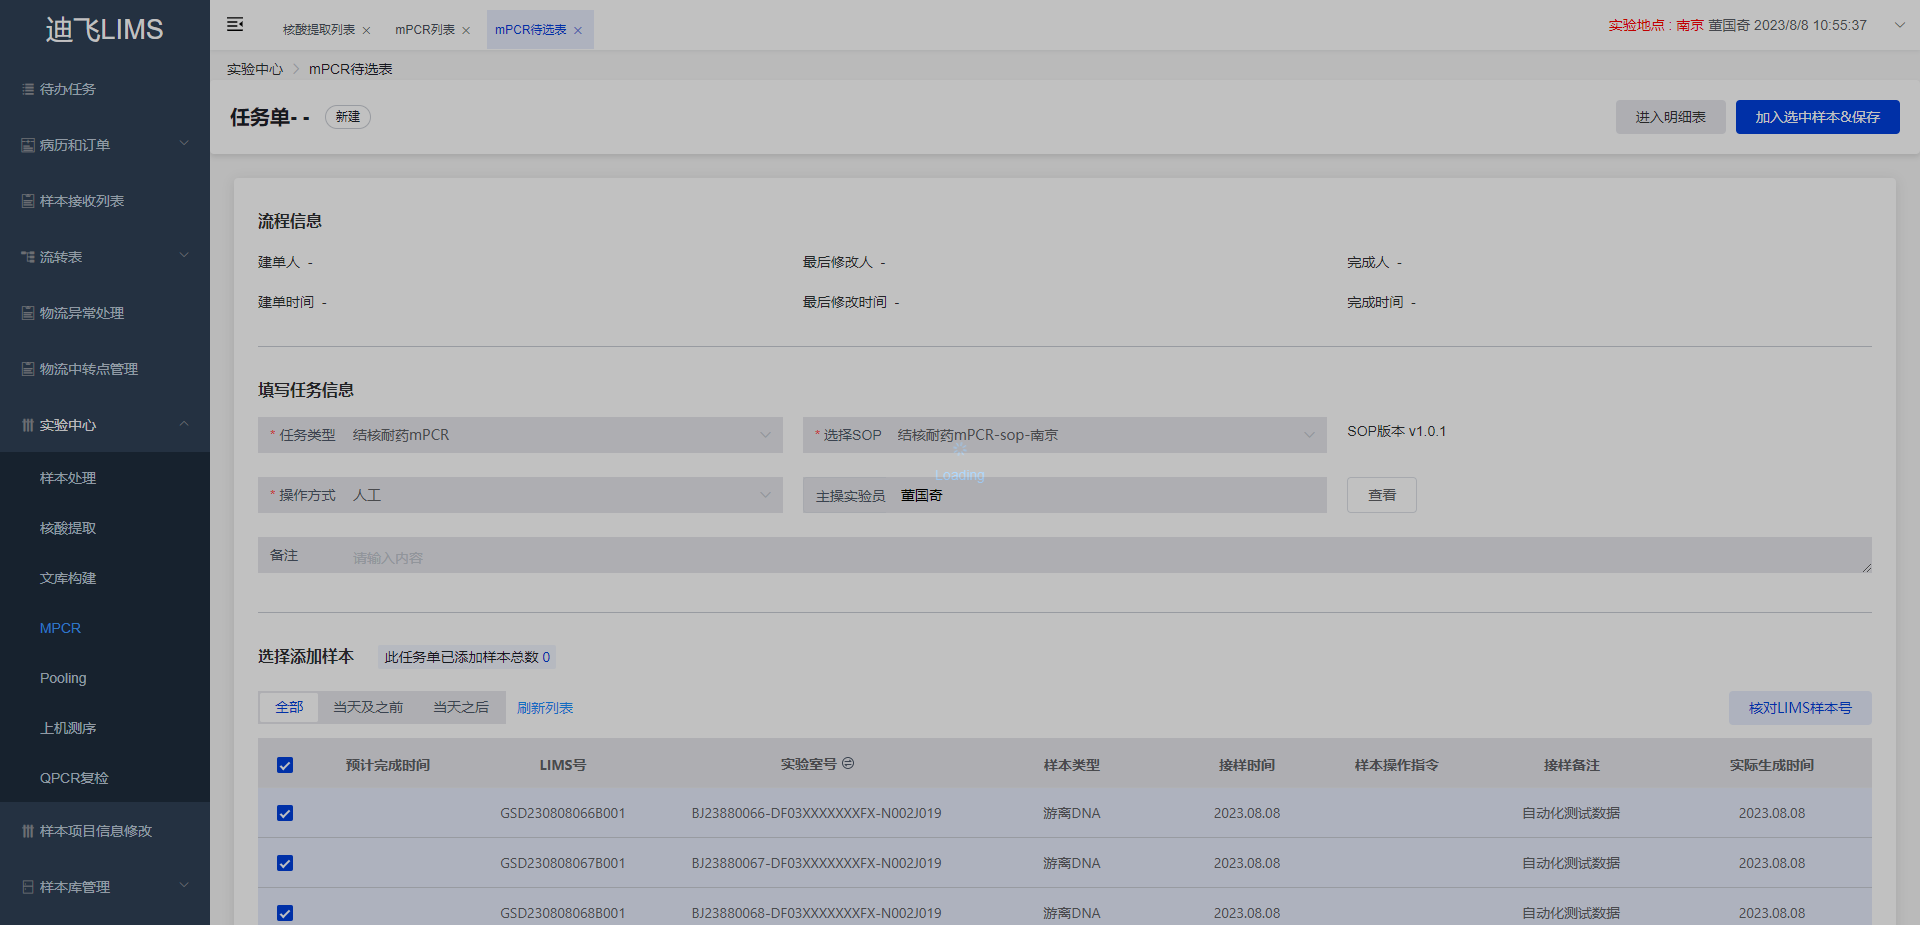 迪飞LIMS
待办任务
病历和订单
样本接收列表
流转表
物流异常处理
物流中转点管理
实验中心
样本处理
核酸提取
文库构建
MPCR
Pooling
上机测序
QPCR复检
样本项目信息修改
样本库管理
核酸提取列表 mPCR列表 mPCR待选表
实验地点 : 南京 董国奇 2023/8/8 10:55:37
实验中心 mPCR待选表
任务单- - 新建
进入明细表 加入选中样本&保存
流程信息
建单人 - 最后修改人 - 完成人 -
建单时间 - 最后修改时间 - 完成时间 -
填写任务信息
* 任务类型 结核耐药mPCR * 选择SOP 结核耐药mPCR-sop-南京 SOP版本 v1.0.1
Loading
* 操作方式 人工 主操实验员 董国奇 查看
备注 请输入内容
选择添加样本 此任务单已添加样本总数 0
全部 当天及之前 当天之后 刷新列表 核对LIMS样本号
预计完成时间 LIMS号 实验室号 样本类型 接样时间 样本操作指令 接样备注 实际生成时间
GSD230808066B001 BJ23880066-DF03XXXXXXXFX-N002J019 游离DNA 2023.08.08 自动化测试数据 2023.08.08
GSD230808067B001 BJ23880067-DF03XXXXXXXFX-N002J019 游离DNA 2023.08.08 自动化测试数据 2023.08.08
GSD230808068B001 BJ23880068-DF03XXXXXXXFX-N002J019 游离DNA 2023.08.08 自动化测试数据 2023.08.08